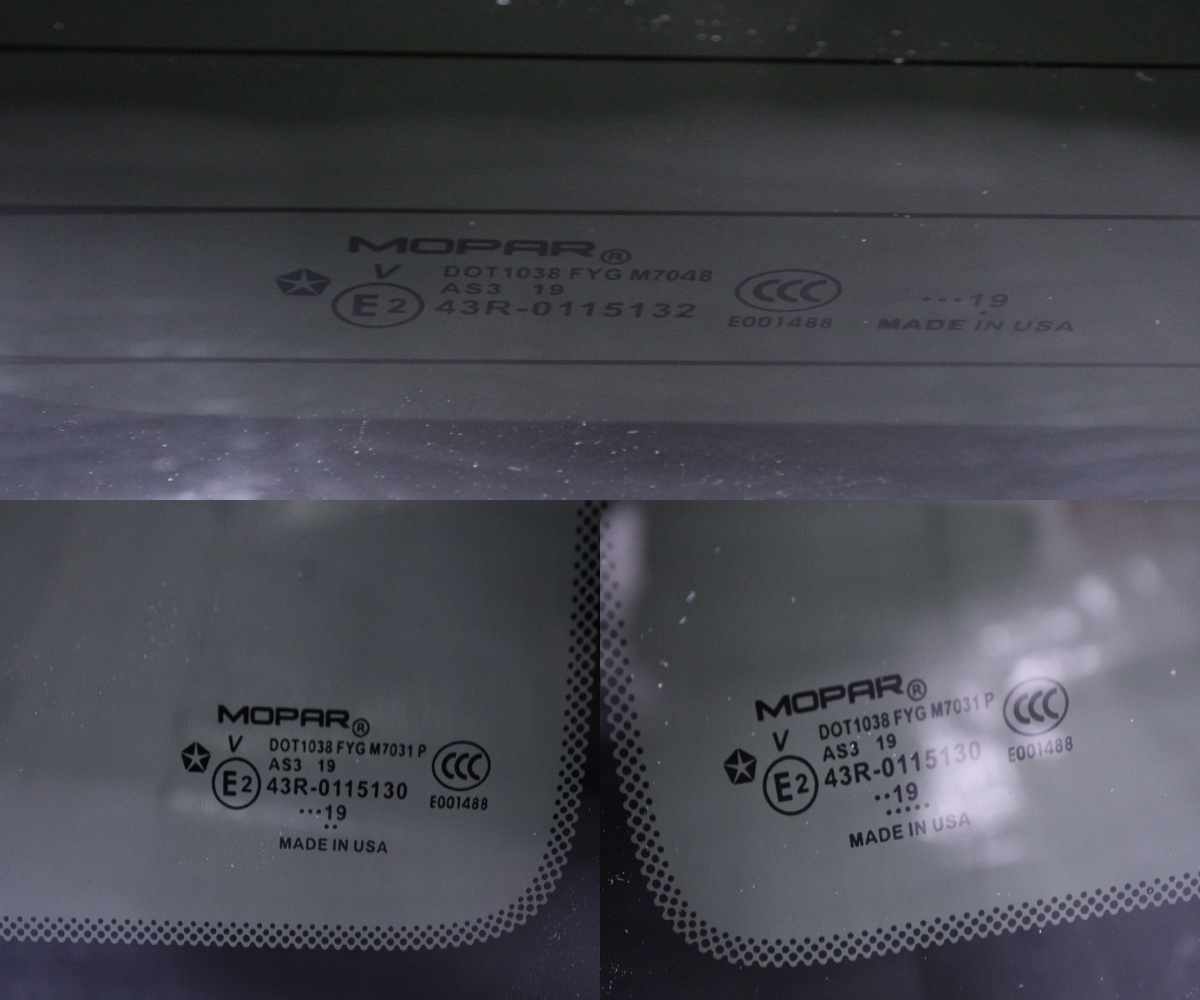 MOPAR®
V DOT1038 FYG M7048
AS3 19
E2 43R-0115132
CCC
E001488
···19
MADE IN USA
MOPAR®
V DOT1038 FYG M7031 P
AS3 19
E2 43R-0115130
CCC
E001488
···19
MADE IN USA
MOPAR®
V DOT1038 FYG M7031 P
AS3 19
E2 43R-0115130
CCC
E001488
··19
MADE IN USA